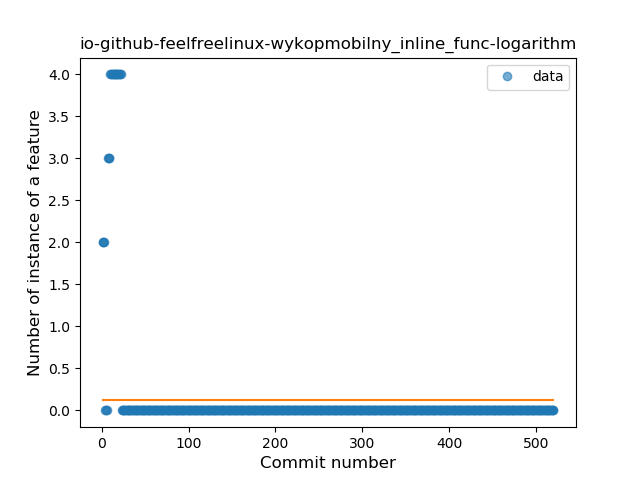 io-github-feelfreelinux-wykopmobilny_inline_func-logarithm
data
Number of instance of a feature
4.0
3.5
3.0
2.5
2.0
1.5
1.0
0.5
0.0
0 100 200 300 400 500
Commit number